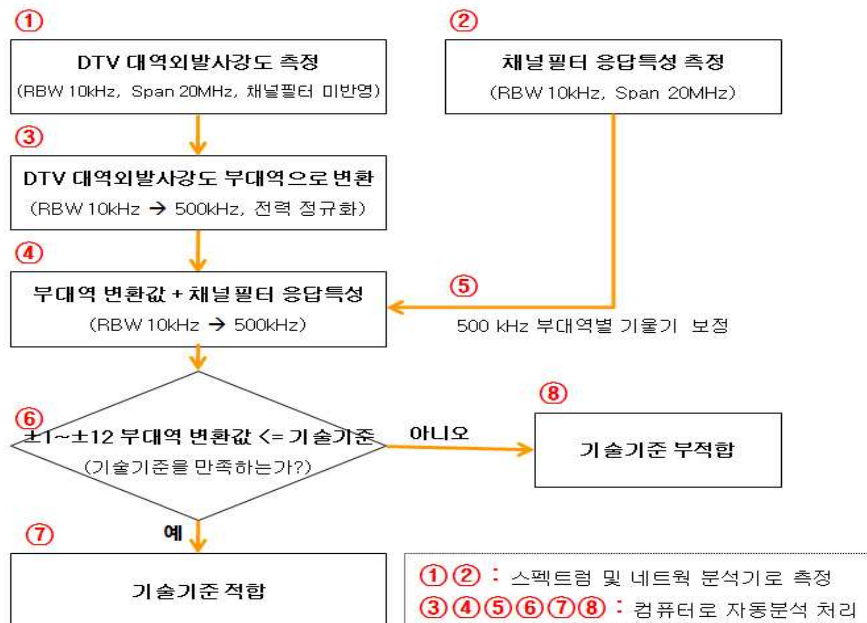 ①
DTV 대역외발사강도 측정
(RBW 10kHz, Span 20MHz, 채널필터 미반영)
②
채널필터 응답특성 측정
(RBW 10kHz, Span 20MHz)
③
DTV 대역외발사강도 부대역으로 변환
(RBW 10kHz → 500kHz, 전력 정규화)
④
부대역 변환값 + 채널필터 응답특성
(RBW 10kHz → 500kHz)
⑤
500 kHz 부대역별 기울기 보정
⑥
±1~±12 부대역 변환값 <= 기술기준
(기술기준을 만족하는가?)
아니오
⑧
기술기준 부적합
예
⑦
기술기준 적합
①② : 스펙트럼 및 네트웍 분석기로 측정
③④⑤⑥⑦⑧ : 컴퓨터로 자동분석 처리